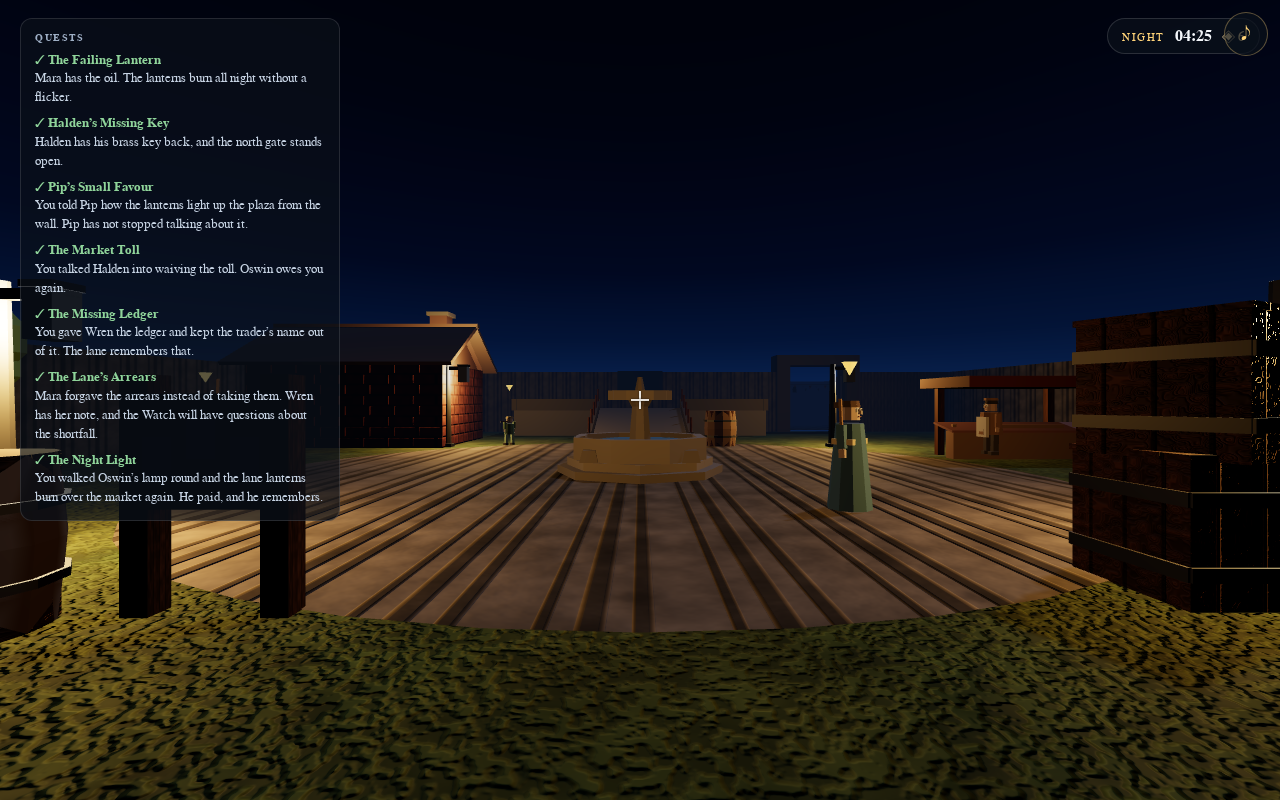 QUESTS
✓ The Failing Lantern
Mara has the oil. The lanterns burn all night without a
flicker.
✓ Halden's Missing Key
Halden has his brass key back, and the north gate stands
open.
✓ Pip's Small Favour
You told Pip how the lanterns light up the plaza from the
wall. Pip has not stopped talking about it.
✓ The Market Toll
You talked Halden into waiving the toll. Oswin owes you
again.
✓ The Missing Ledger
You gave Wren the ledger and kept the trader's name out
of it. The lane remembers that.
✓ The Lane's Arrears
Mara forgave the arrears instead of taking them. Wren
has her note, and the Watch will have questions about
the shortfall.
✓ The Night Light
You walked Oswin's lamp round and the lane lanterns
burn over the market again. He paid, and he remembers.
NIGHT 04:25